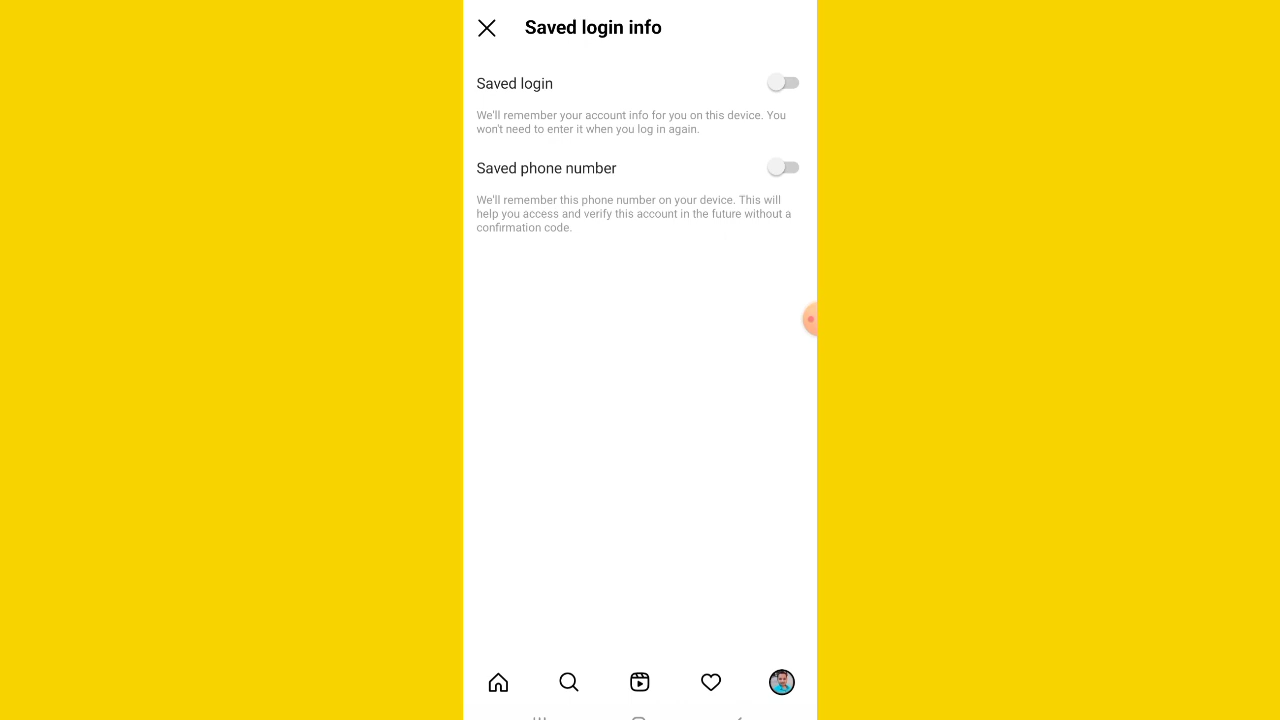 Saved login info
Saved login
We'll remember your account info for you on this device. You
won't need to enter it when you log in again.
Saved phone number
We'll remember this phone number on your device. This will
help you access and verify this account in the future without a
confirmation code.